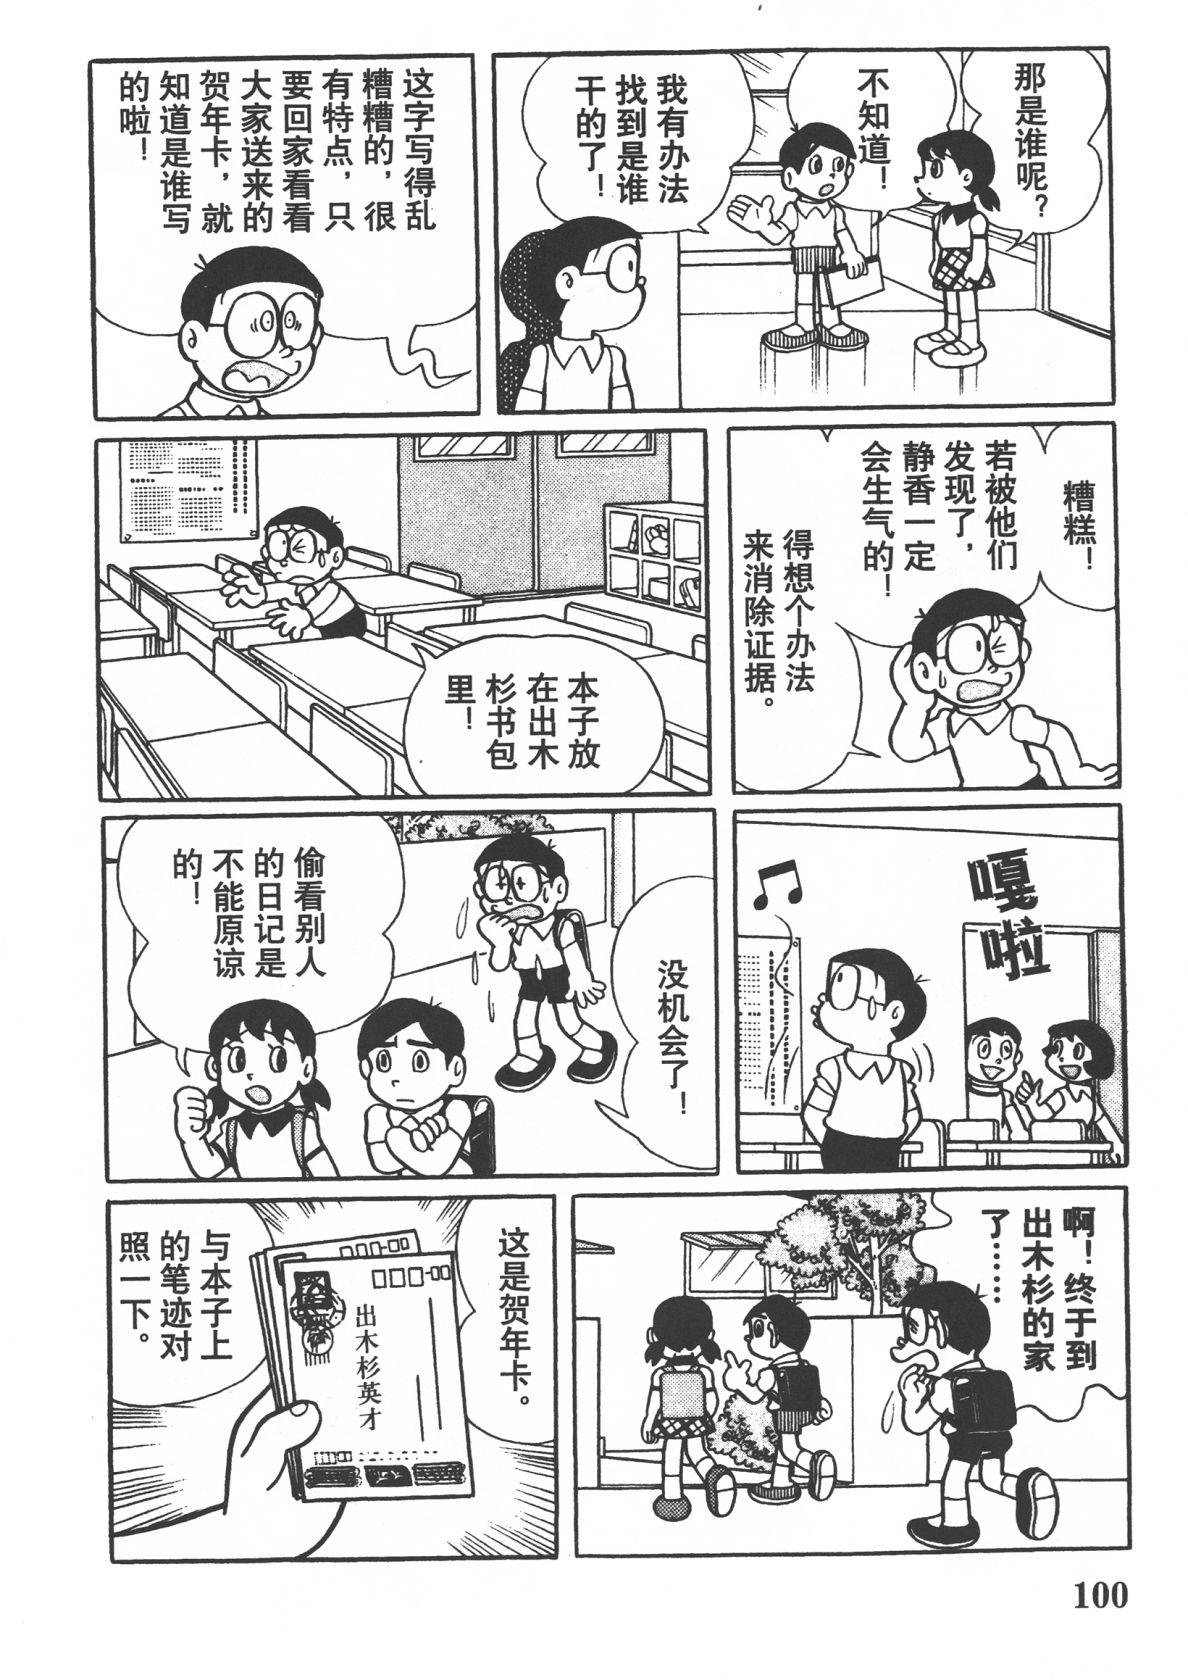 那是谁呢？
不知道！
我有办法
找到是谁
干的了！
这字写得乱
糟糟的，很
有特点，只
要回家看看
大家送来的
贺年卡，就
知道是谁写
的啦！
糟糕！
若被他们
发现了，
静香一定
会生气的！
得想个办法
来消除证据。
本子放
在出木
杉书包
里！
嘎啦
没机会了！
偷看别人
的日记是
不能原谅
的！
啊！终于到
出木杉的家
了……
这是贺年卡。
出木杉英才
与本子上
的笔迹对
照一下。
100